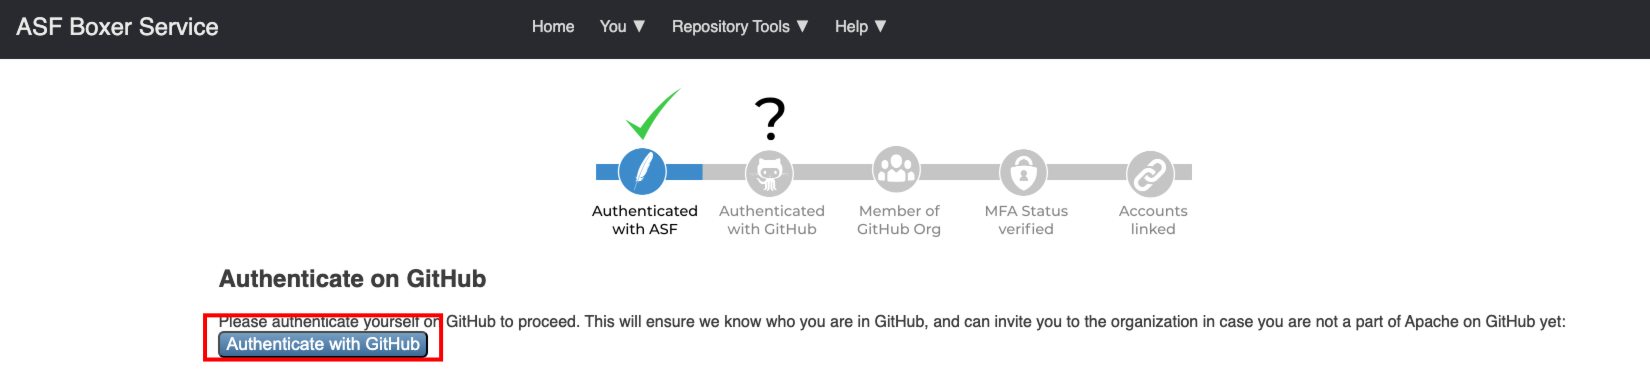 ASF Boxer Service
Home You ▼ Repository Tools ▼ Help ▼
?
Authenticated with ASF
Authenticated with GitHub
Member of GitHub Org
MFA Status verified
Accounts linked
Authenticate on GitHub
Please authenticate yourself on GitHub to proceed. This will ensure we know who you are in GitHub, and can invite you to the organization in case you are not a part of Apache on GitHub yet:
Authenticate with GitHub